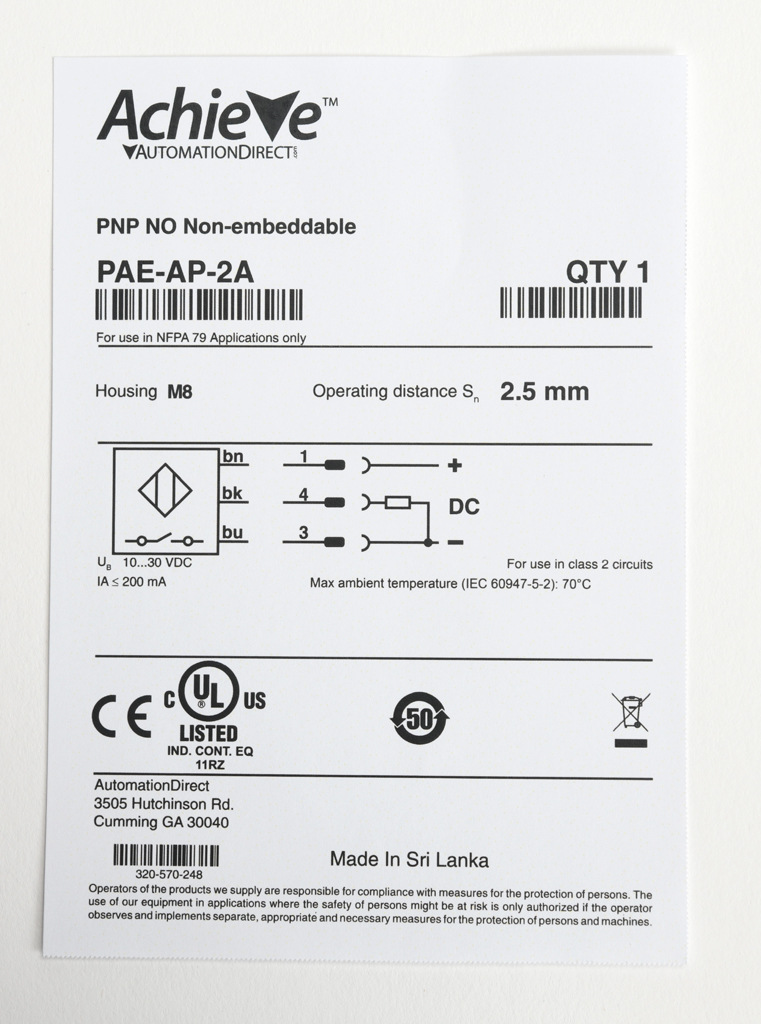 Achieve™
AUTOMATIONDIRECT.com
PNP NO Non-embeddable
PAE-AP-2A QTY 1
For use in NFPA 79 Applications only
Housing M8 Operating distance Sn 2.5 mm
bn 1 +
bk 4 DC
bu 3 –
UB 10...30 VDC For use in class 2 circuits
IA ≤ 200 mA Max ambient temperature (IEC 60947-5-2): 70°C
CE C UL® US 50
LISTED
IND. CONT. EQ
11RZ
AutomationDirect
3505 Hutchinson Rd.
Cumming GA 30040
Made In Sri Lanka
320-570-248
Operators of the products we supply are responsible for compliance with measures for the protection of persons. The
use of our equipment in applications where the safety of persons might be at risk is only authorized if the operator
observes and implements separate, appropriate and necessary measures for the protection of persons and machines.